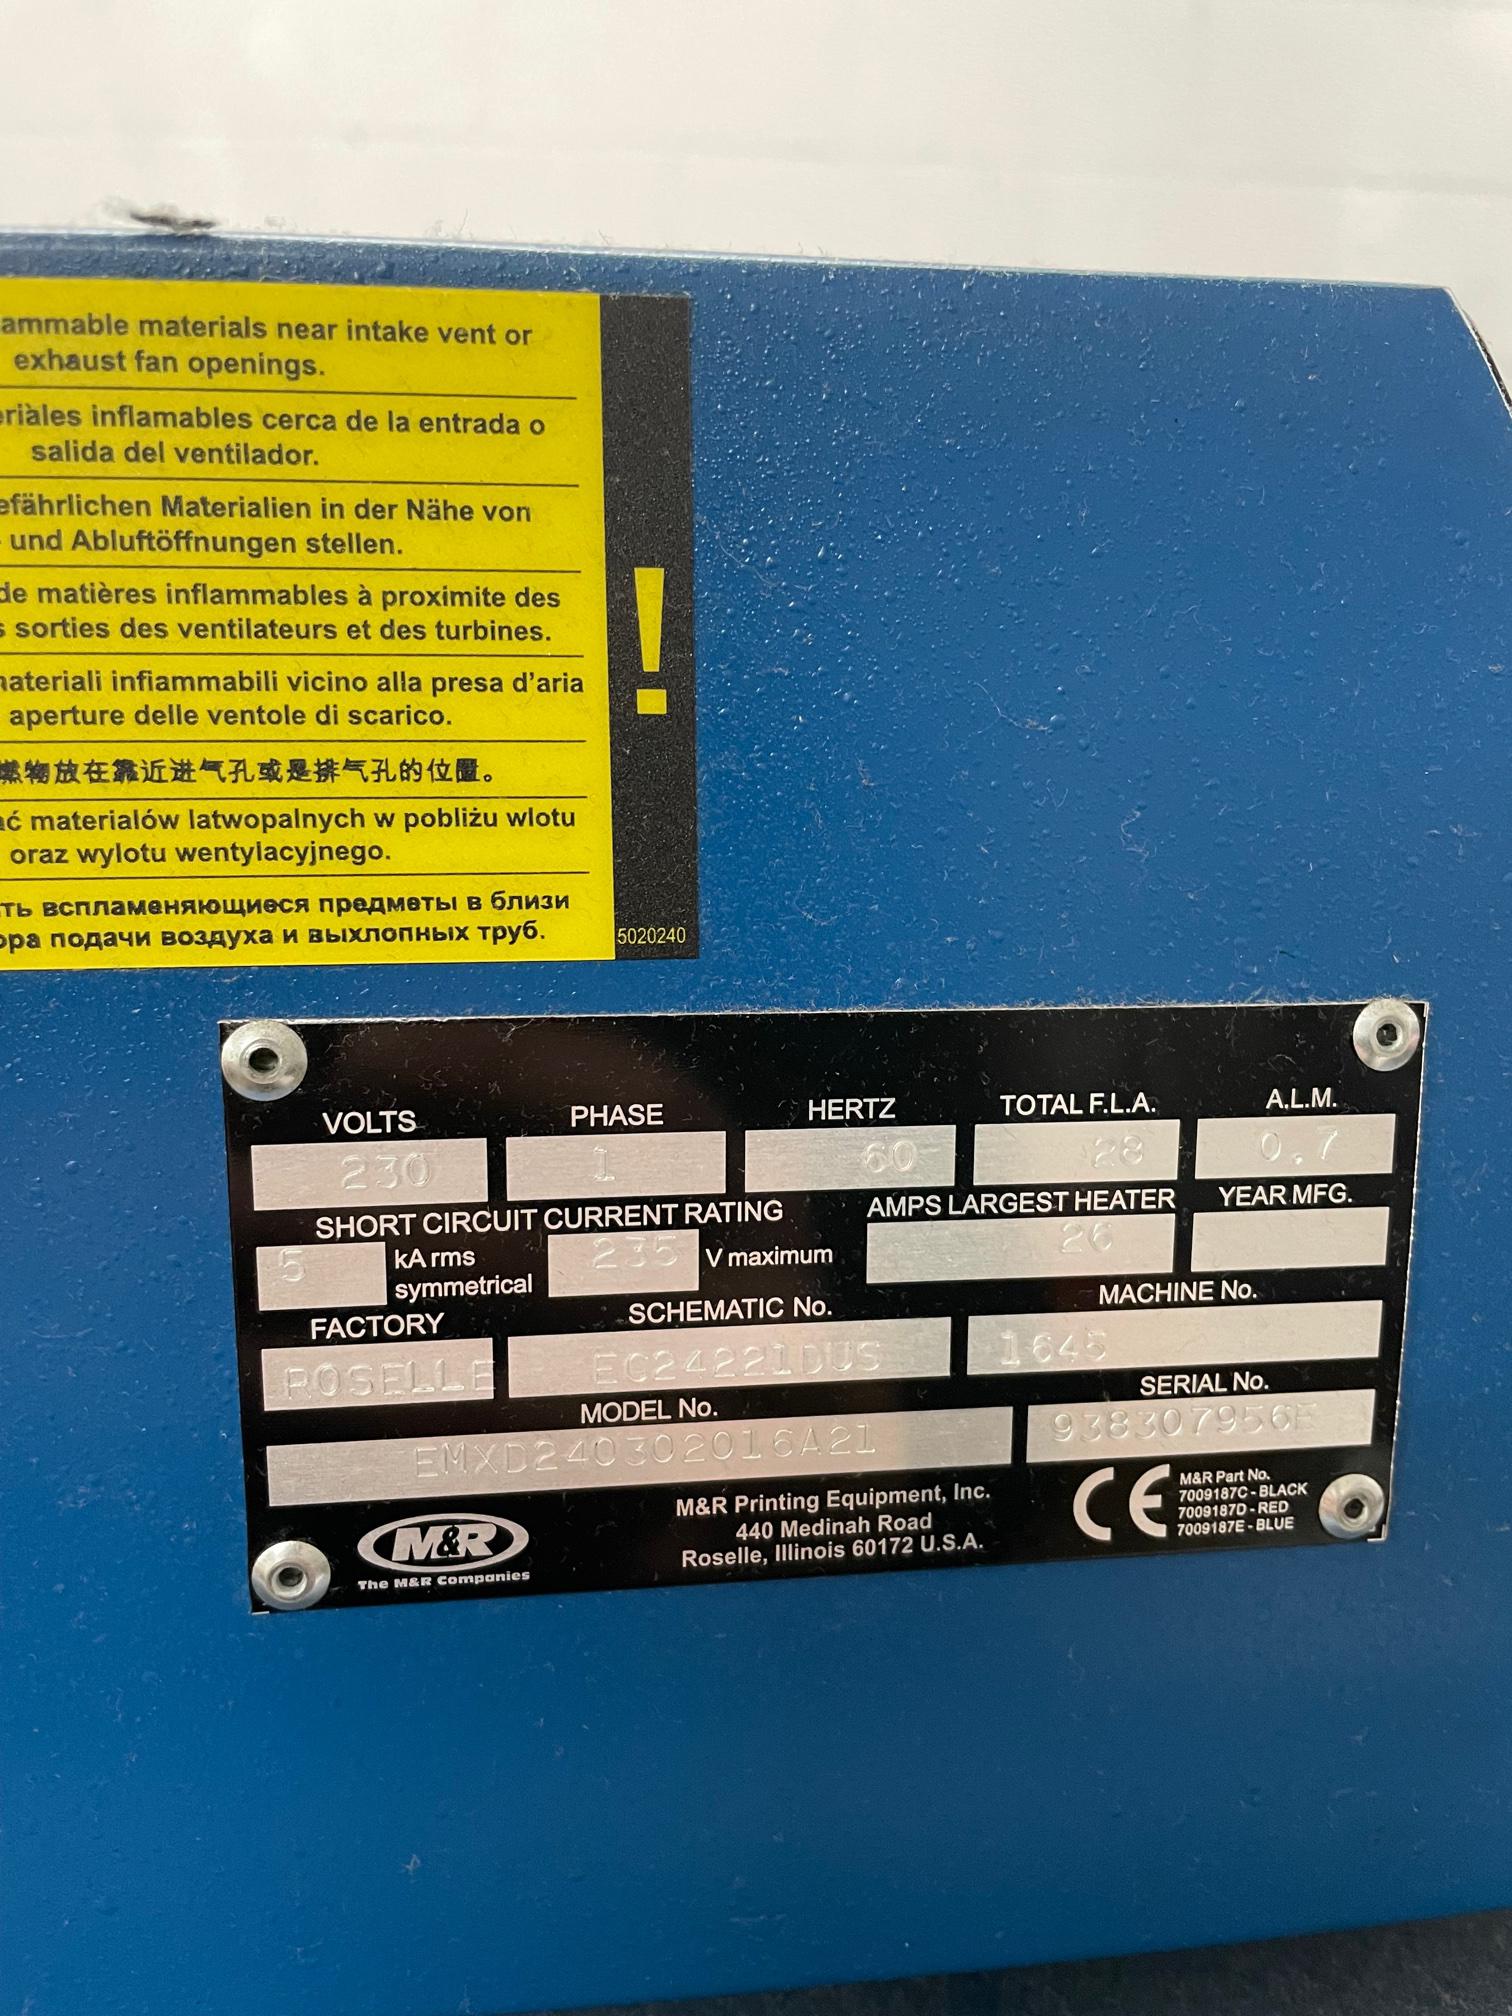 ammable materials near intake vent or
exhaust fan openings.
riàles inflamables cerca de la entrada o
salida del ventilador.
efährlichen Materialien in der Nähe von
und Abluftöffnungen stellen.
de matières inflammables à proximite des
s sorties des ventilateurs et des turbines.
materiali infiammabili vicino alla presa d'aria
aperture delle ventole di scarico.
燃物放在靠近进气孔或是排气孔的位置。
ać materialów latwopalnych w pobliżu wlotu
oraz wylotu wentylacyjnego.
ть вспламеняющиеся предметы в близи
ора подачи воздуха и выхлопных труб.
5020240
VOLTS PHASE HERTZ TOTAL F.L.A. A.L.M.
230 1 60 28 0.7
SHORT CIRCUIT CURRENT RATING AMPS LARGEST HEATER YEAR MFG.
5 kA rms symmetrical 235 V maximum 26
FACTORY SCHEMATIC No. MACHINE No.
ROSELLE EC24221DUS 1645
MODEL No. SERIAL No.
EMXD240302016A21 938307956E
M&R
The M&R Companies
M&R Printing Equipment, Inc.
440 Medinah Road
Roselle, Illinois 60172 U.S.A.
CE
M&R Part No.
7009187C - BLACK
7009187D - RED
7009187E - BLUE